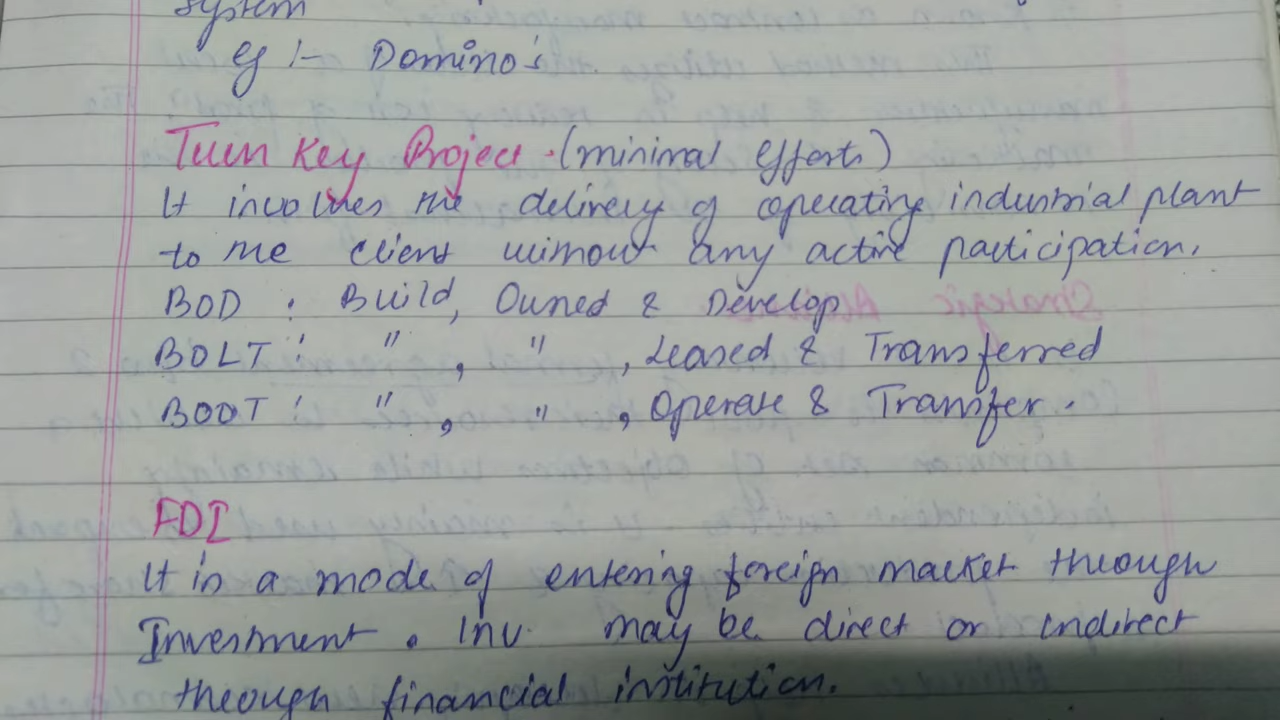 System
eg :- Domino's
Turn Key Project (minimal efforts)
It involves the delivery of operating industrial plant
to the client without any active participation.
BOD : Build, Owned & Develop
BOLT : " , " , Leased & Transferred
BOOT : " , " , Operate & Transfer.
FDI
It is a mode of entering foreign market through
Investment. Inv. may be direct or indirect
through financial institution.